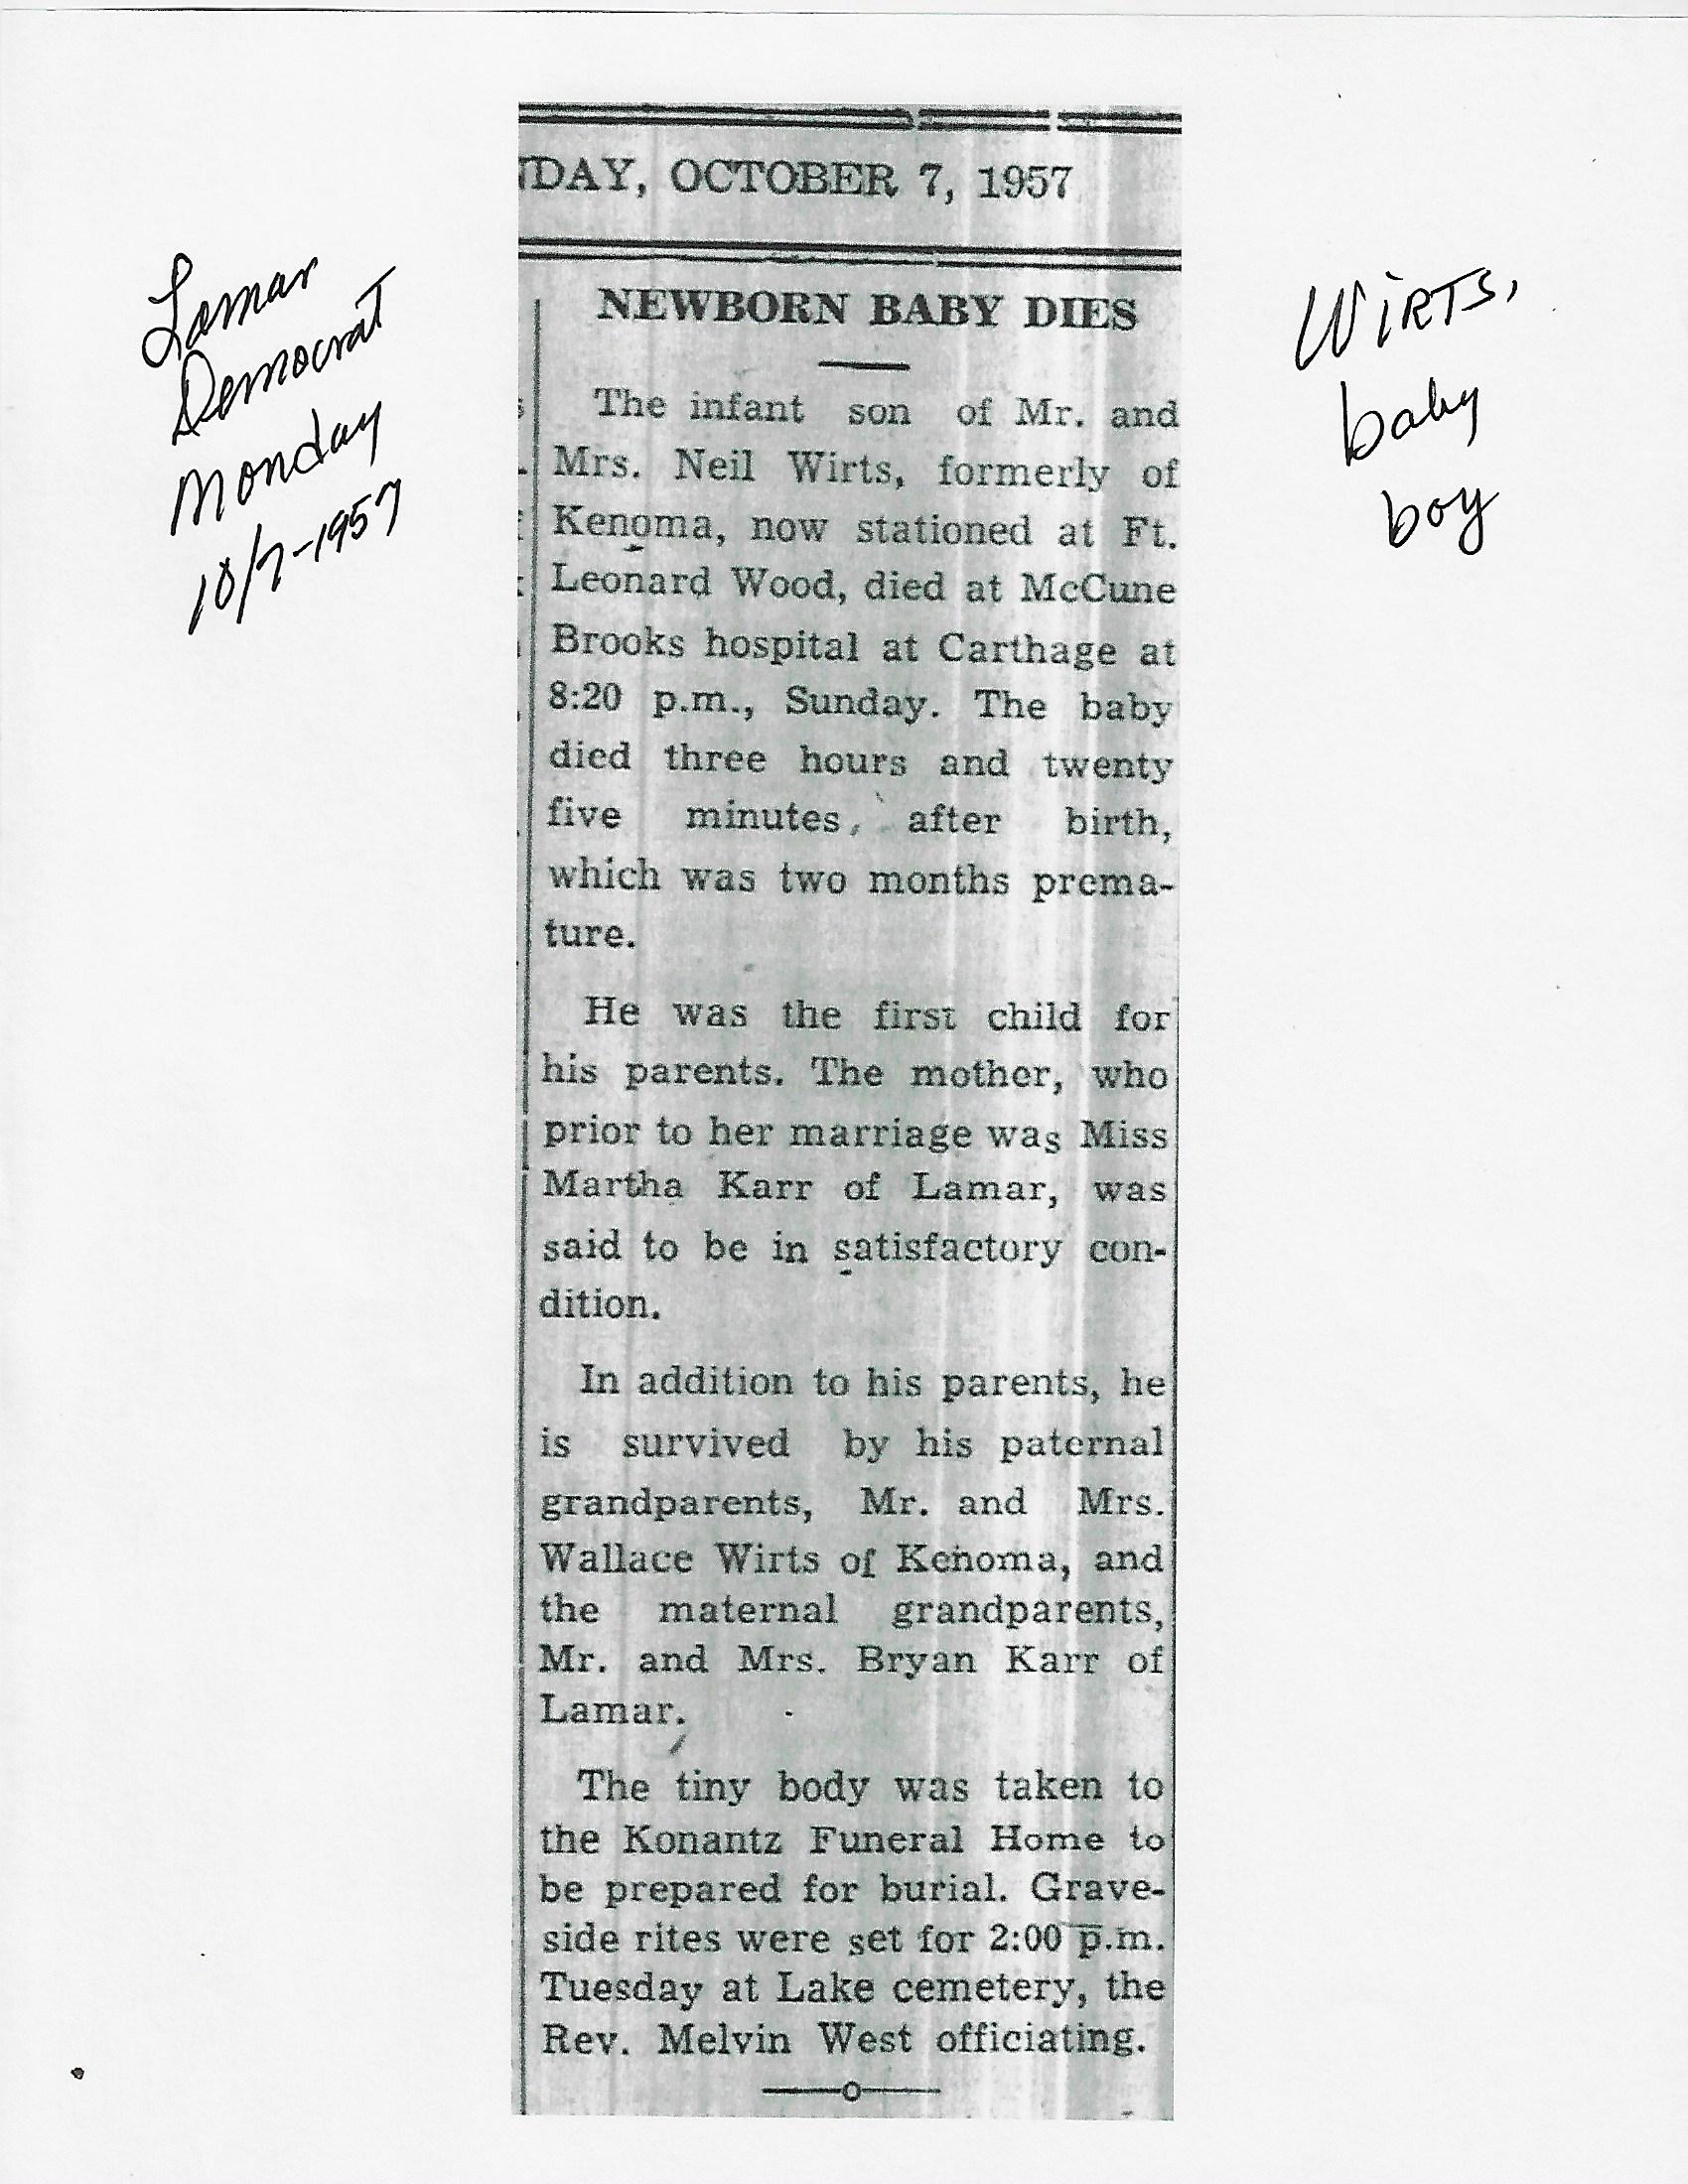 NDAY, OCTOBER 7, 1957
Lamar
Democrat
Monday
10/7-1957
WIRTS,
baby
boy
NEWBORN BABY DIES
The infant son of Mr. and
Mrs. Neil Wirts, formerly of
Kenoma, now stationed at Ft.
Leonard Wood, died at McCune
Brooks hospital at Carthage at
8:20 p.m., Sunday. The baby
died three hours and twenty
five minutes, after birth,
which was two months prema-
ture.
He was the first child for
his parents. The mother, who
prior to her marriage was Miss
Martha Karr of Lamar, was
said to be in satisfactory con-
dition.
In addition to his parents, he
is survived by his paternal
grandparents, Mr. and Mrs.
Wallace Wirts of Kenoma, and
the maternal grandparents,
Mr. and Mrs. Bryan Karr of
Lamar.
The tiny body was taken to
the Konantz Funeral Home to
be prepared for burial. Grave-
side rites were set for 2:00 p.m.
Tuesday at Lake cemetery, the
Rev. Melvin West officiating.